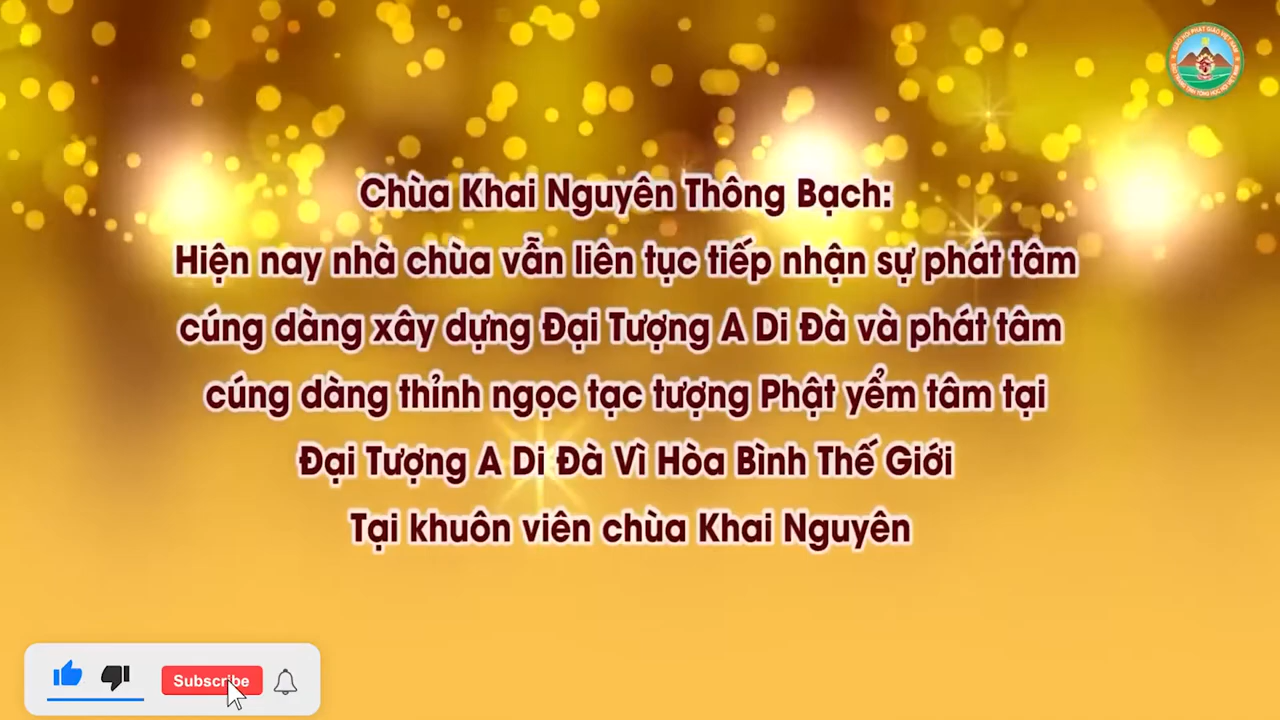 Chùa Khai Nguyên Thông Bạch:
Hiện nay nhà chùa vẫn liên tục tiếp nhận sự phát tâm
cúng dàng xây dựng Đại Tượng A Di Đà và phát tâm
cúng dàng thỉnh ngọc tạc tượng Phật yểm tâm tại
Đại Tượng A Di Đà Vì Hòa Bình Thế Giới
Tại khuôn viên chùa Khai Nguyên
Subscribe